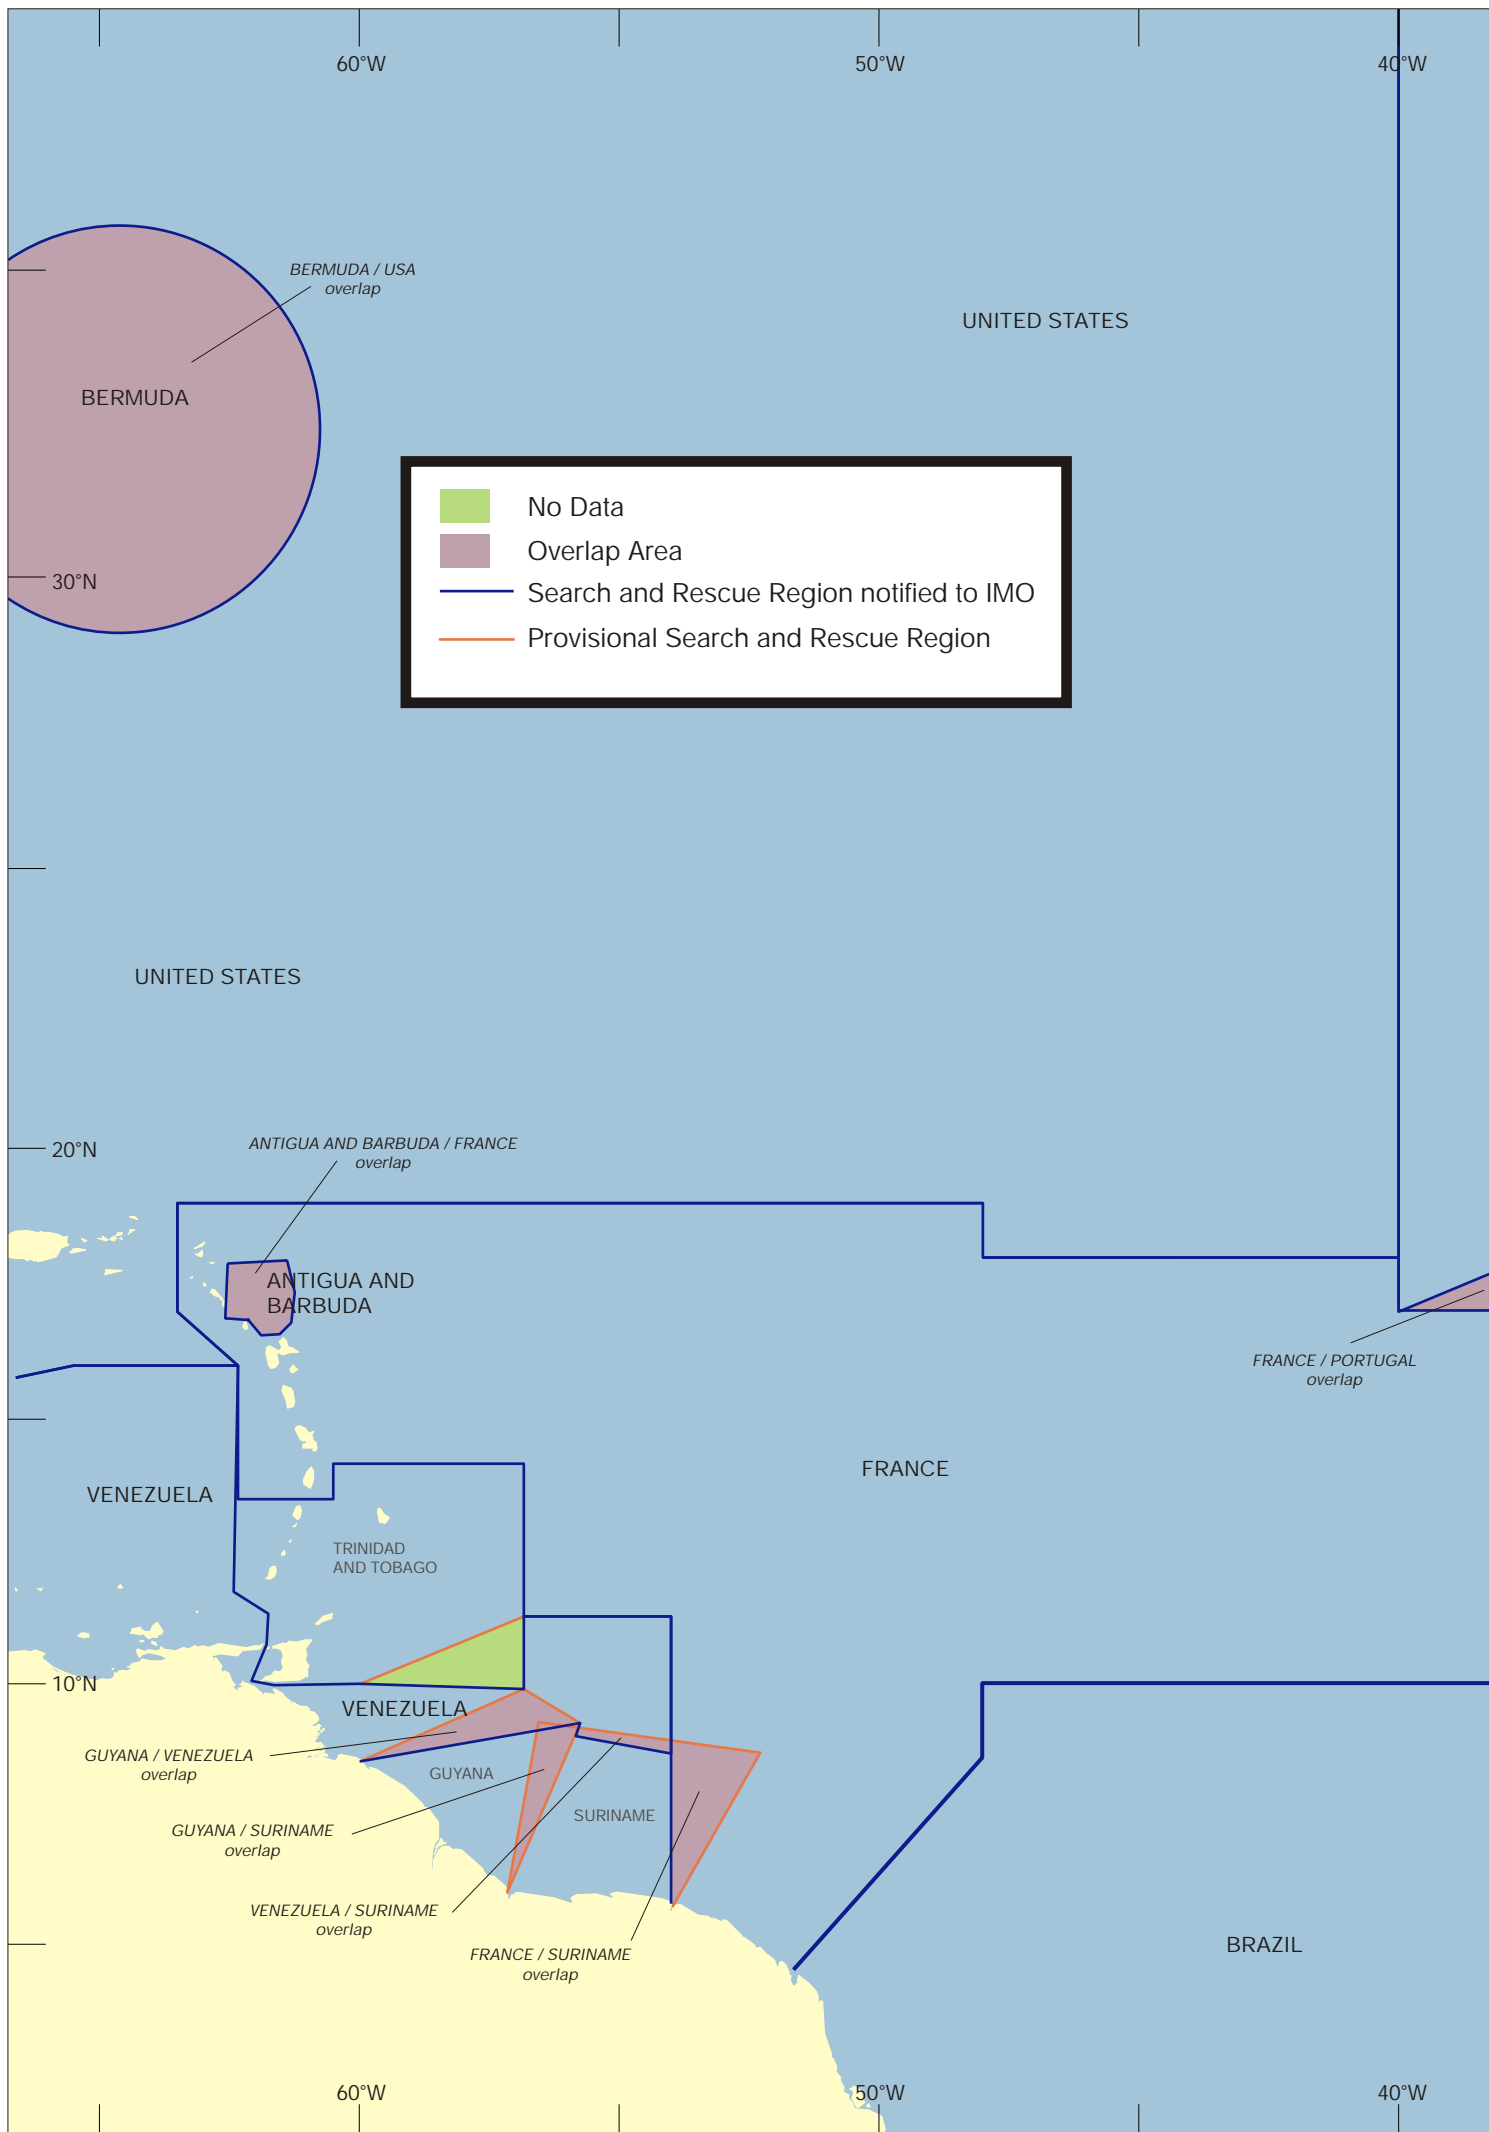 60°W
50°W
40°W
BERMUDA / USA
overlap
UNITED STATES
BERMUDA
No Data
Overlap Area
Search and Rescue Region notified to IMO
Provisional Search and Rescue Region
30°N
UNITED STATES
20°N
ANTIGUA AND BARBUDA / FRANCE
overlap
ANTIGUA AND
BARBUDA
FRANCE / PORTUGAL
overlap
FRANCE
VENEZUELA
TRINIDAD
AND TOBAGO
10°N
VENEZUELA
GUYANA / VENEZUELA
overlap
GUYANA
SURINAME
GUYANA / SURINAME
overlap
VENEZUELA / SURINAME
overlap
FRANCE / SURINAME
overlap
BRAZIL
60°W
50°W
40°W